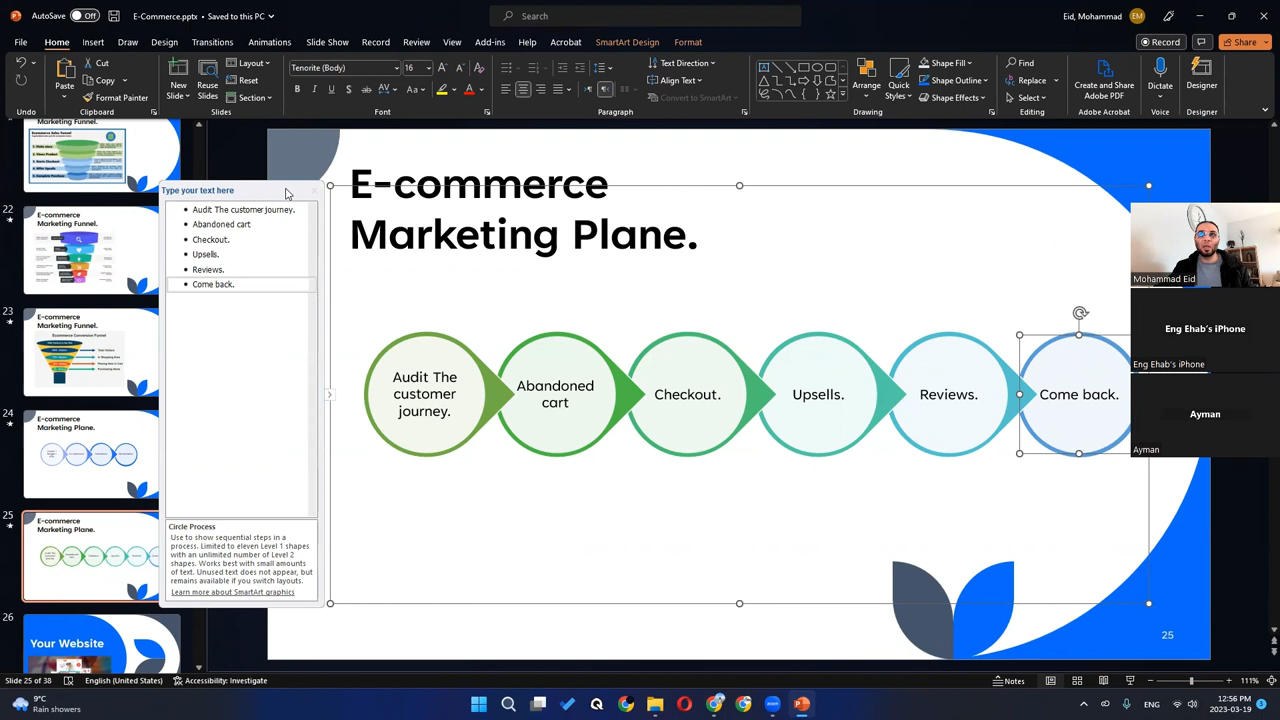 AutoSave
Off
E-Commerce.pptx • Saved to this PC
Search
Eid, Mohammad
EM
File
Home
Insert
Draw
Design
Transitions
Animations
Slide Show
Record
Review
View
Add-ins
Help
Acrobat
SmartArt Design
Format
Record
Share
Undo
Paste
Cut
Copy
Format Painter
Clipboard
New
Slides
Reuse
Slides
Layout
Reset
Section
Slides
Tenorite (Body)
16
Font
Text Direction
Align Text
Convert to SmartArt
Paragraph
Arrange
Quick
Styles
Shape Fill
Shape Outline
Shape Effects
Drawing
Find
Replace
Select
Editing
Create and Share
Adobe PDF
Adobe Acrobat
Dictate
Voice
Designer
Designer
Marketing Funnel.
Ecommerce Sales Funnel
22
E-commerce
Marketing Funnel.
23
E-commerce
Marketing Funnel.
Ecommerce Conversion Funnel
24
E-commerce
Marketing Plane.
25
E-commerce
Marketing Plane.
26
Your Website
Type your text here
• Audit The customer journey.
• Abandoned cart
• Checkout.
• Upsells.
• Reviews.
• Come back.
Circle Process
Use to show sequential steps in a
process. Limited to eleven Level 1 shapes
with an unlimited number of Level 2
shapes. Works best with small amounts
of text. Unused text does not appear, but
remains available if you switch layouts.
Learn more about SmartArt graphics
E-commerce
Marketing Plane.
Audit The
customer
journey.
Abandoned
cart
Checkout.
Upsells.
Reviews.
Come back.
25
Mohammad Eid
Eng Ehab's iPhone
Eng Ehab's iPhone
Ayman
Ayman
Slide 25 of 38
English (United States)
Accessibility: Investigate
Notes
111%
9°C
Rain showers
zoom
ENG
12:56 PM
2023-03-19
3